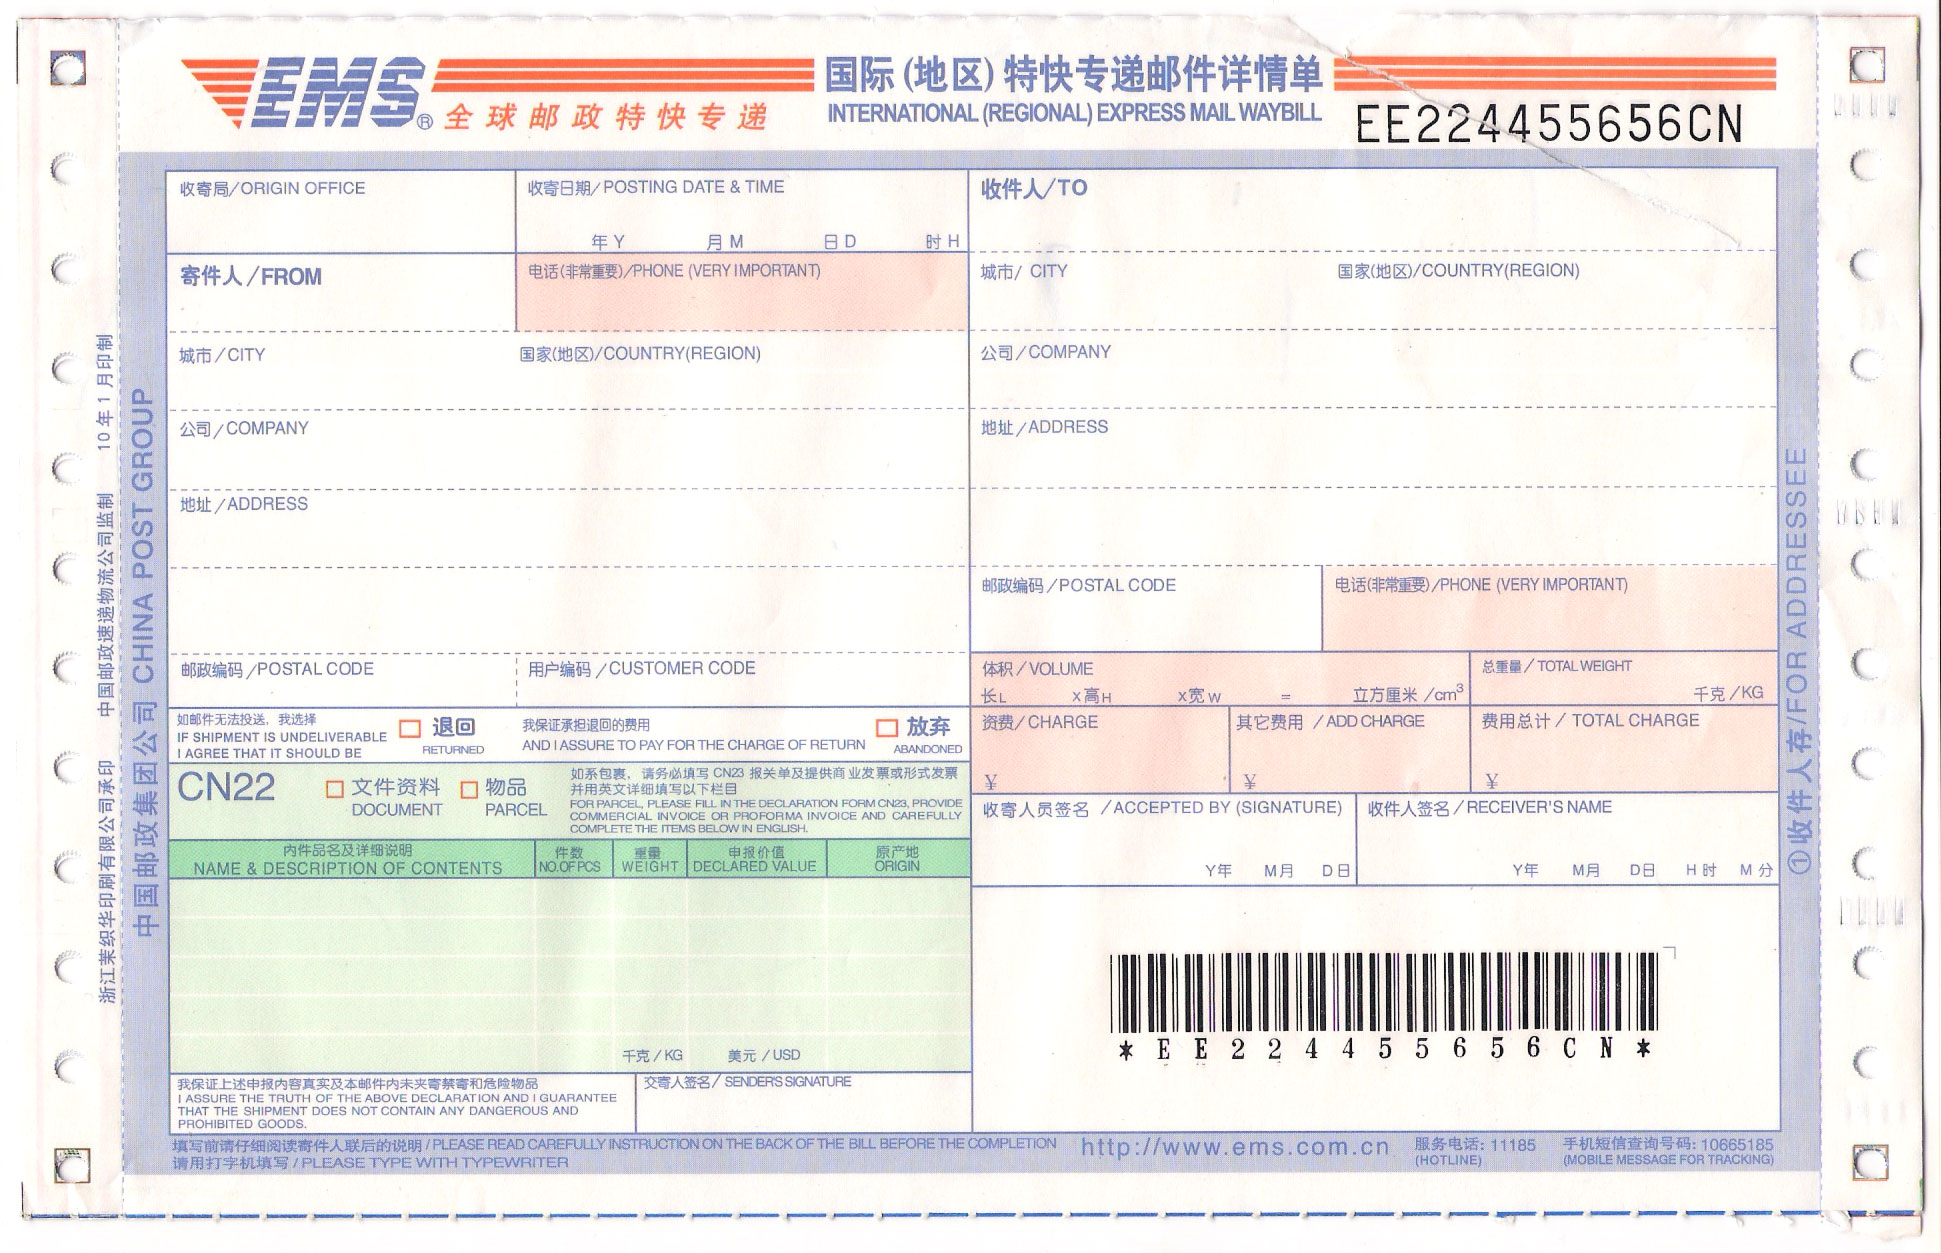 EMS® 全球邮政特快专递
国际(地区)特快专递邮件详情单
INTERNATIONAL (REGIONAL) EXPRESS MAIL WAYBILL
EE224455656CN
收寄局/ORIGIN OFFICE
收寄日期/POSTING DATE & TIME
年 Y 月 M 日 D 时 H
寄件人/FROM
电话(非常重要)/PHONE (VERY IMPORTANT)
城市/CITY 国家(地区)/COUNTRY(REGION)
公司/COMPANY
地址/ADDRESS
邮政编码/POSTAL CODE 用户编码/CUSTOMER CODE
如邮件无法投送，我选择
IF SHIPMENT IS UNDELIVERABLE
I AGREE THAT IT SHOULD BE
退回
RETURNED
我保证承担退回的费用
AND I ASSURE TO PAY FOR THE CHARGE OF RETURN
放弃
ABANDONED
CN22
文件资料
DOCUMENT
物品
PARCEL
如系包裹，请务必填写 CN23 报关单及提供商业发票或形式发票
并用英文详细填写以下栏目
FOR PARCEL, PLEASE FILL IN THE DECLARATION FORM CN23, PROVIDE
COMMERCIAL INVOICE OR PROFORMA INVOICE AND CAREFULLY
COMPLETE THE ITEMS BELOW IN ENGLISH.
内件品名及详细说明 件数 重量 申报价值 原产地
NAME & DESCRIPTION OF CONTENTS NO.OF PCS WEIGHT DECLARED VALUE ORIGIN
千克/KG 美元/USD
我保证上述申报内容真实及本邮件内未夹寄禁寄和危险物品
I ASSURE THE TRUTH OF THE ABOVE DECLARATION AND I GUARANTEE
THAT THE SHIPMENT DOES NOT CONTAIN ANY DANGEROUS AND
PROHIBITED GOODS.
交寄人签名/SENDER'S SIGNATURE
收件人/TO
城市/CITY 国家(地区)/COUNTRY(REGION)
公司/COMPANY
地址/ADDRESS
邮政编码/POSTAL CODE 电话(非常重要)/PHONE (VERY IMPORTANT)
体积/VOLUME
长L x高H x宽W = 立方厘米/cm³
总重量/TOTAL WEIGHT
千克/KG
资费/CHARGE 其它费用/ADD CHARGE 费用总计/TOTAL CHARGE
¥ ¥ ¥
收寄人员签名/ACCEPTED BY (SIGNATURE) 收件人签名/RECEIVER'S NAME
Y年 M月 D日 Y年 M月 D日 H时 M分
*EE224455656CN*
填写前请仔细阅读寄件人联后的说明/PLEASE READ CAREFULLY INSTRUCTION ON THE BACK OF THE BILL BEFORE THE COMPLETION
请用打字机填写/PLEASE TYPE WITH TYPEWRITER
http://www.ems.com.cn
服务电话: 11185
(HOTLINE)
手机短信查询号码: 10665185
(MOBILE MESSAGE FOR TRACKING)
中国邮政集团公司 CHINA POST GROUP
浙江茉织华印刷有限公司承印 中国邮政速递物流公司监制 10年1月印制
①收件人存/FOR ADDRESSEE